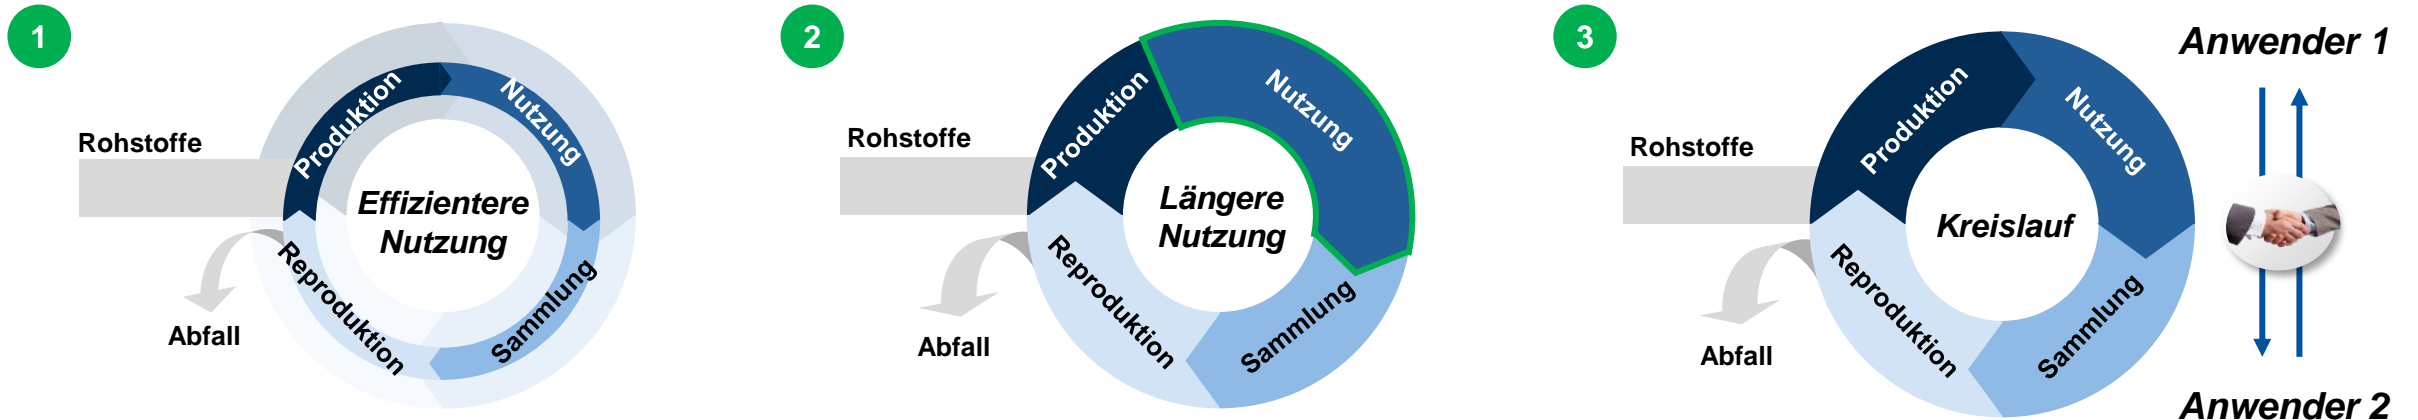 1
Rohstoffe
Produktion
Nutzung
Sammlung
Reproduktion
Effizientere
Nutzung
Abfall
2
Rohstoffe
Produktion
Nutzung
Sammlung
Reproduktion
Längere
Nutzung
Abfall
3
Rohstoffe
Produktion
Nutzung
Sammlung
Reproduktion
Kreislauf
Abfall
Anwender 1
Anwender 2